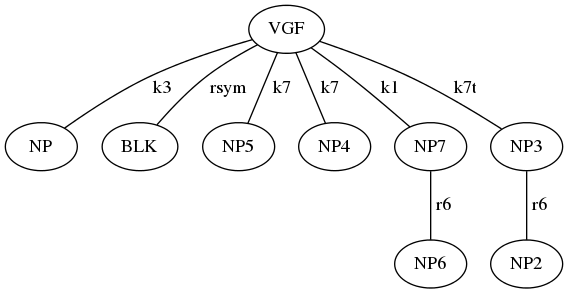 VGF
k3 rsym k7 k7 k1 k7t
NP BLK NP5 NP4 NP7 NP3
r6 r6
NP6 NP2